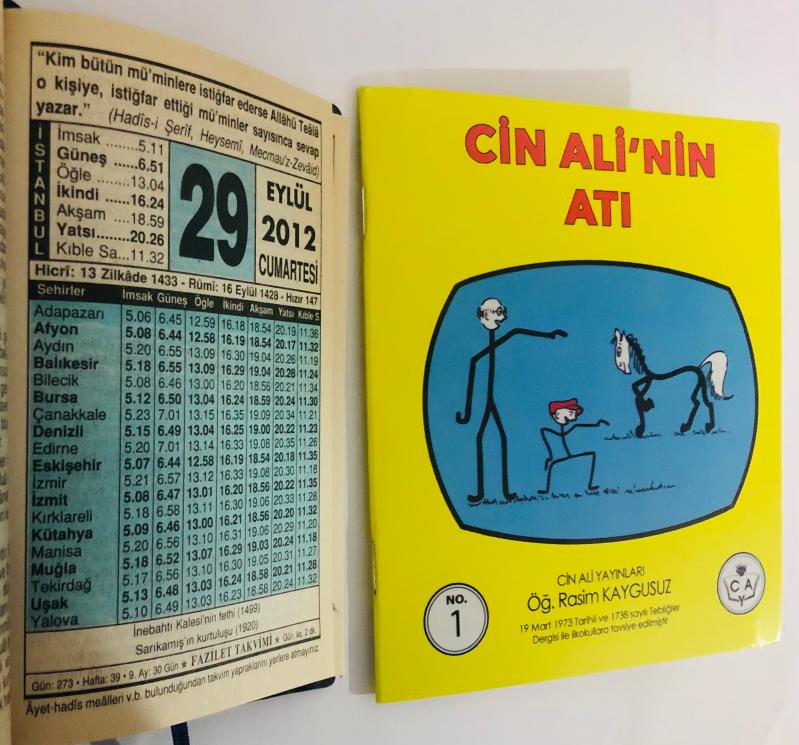 "Kim bütün mü'minlere istiğfar ederse Allâhü Teâlâ
o kişiye, istiğfar ettiği mü'minler sayısınca sevap
yazar." (Hadîs-i Şerîf, Heysemî, Mecmau'z-Zevâid)
İSTANBUL
İmsak ......5.11
Güneş ......6.51
Öğle ........13.04
İkindi ......16.24
Akşam ....18.59
Yatsı........20.26
Kıble Sa...11.32
29
EYLÜL
2012
CUMARTESİ
Hicrî: 13 Zilkâde 1433 - Rûmi: 16 Eylül 1428 - Hızır 147
Şehirler İmsak Güneş Öğle İkindi Akşam Yatsı Kıble S
Adapazarı 5.06 6.45 12.59 16.18 18.54 20.19 11.36
Afyon 5.08 6.44 12.58 16.19 18.54 20.17 11.32
Aydın 5.20 6.55 13.09 16.30 19.04 20.26 11.19
Balıkesir 5.18 6.55 13.09 16.29 19.04 20.28 11.24
Bilecik 5.08 6.46 13.00 16.20 18.56 20.21 11.34
Bursa 5.12 6.50 13.04 16.24 18.59 20.24 11.30
Çanakkale 5.23 7.01 13.15 16.35 19.09 20.34 11.21
Denizli 5.15 6.49 13.04 16.25 19.00 20.22 11.23
Edirne 5.20 7.01 13.14 16.33 19.08 20.35 11.26
Eskişehir 5.07 6.44 12.58 16.19 18.54 20.18 11.35
İzmir 5.21 6.57 13.12 16.33 19.08 20.30 11.18
İzmit 5.08 6.47 13.01 16.20 18.56 20.22 11.35
Kırklareli 5.18 6.58 13.11 16.30 19.06 20.33 11.28
Kütahya 5.09 6.46 13.00 16.21 18.56 20.20 11.32
Manisa 5.20 6.56 13.10 16.31 19.06 20.29 11.20
Muğla 5.18 6.52 13.07 16.29 19.03 20.24 11.18
Tekirdağ 5.17 6.56 13.10 16.30 19.05 20.31 11.27
Uşak 5.13 6.48 13.03 16.24 18.58 20.21 11.28
Yalova 5.10 6.49 13.03 16.23 18.58 20.24 11.32
İnebahtı Kalesi'nin fethi (1499)
Sarıkamış'ın kurtuluşu (1920)
Gün: 273 • Hafta: 39 • 9. Ay: 30 Gün ★ FAZİLET TAKVİMİ ★ Gün. ks. 2 dk.
Âyet-hadîs meâlleri v.b. bulunduğundan takvim yapraklarını yerlere atmayınız.
CİN ALİ'NİN
ATI
CİN ALİ YAYINLARI
Öğ. Rasim KAYGUSUZ
19 Mart 1973 Tarihli ve 1738 sayılı Tebliğler
Dergisi ile ilkokullara tavsiye edilmiştir
NO.
1
C A